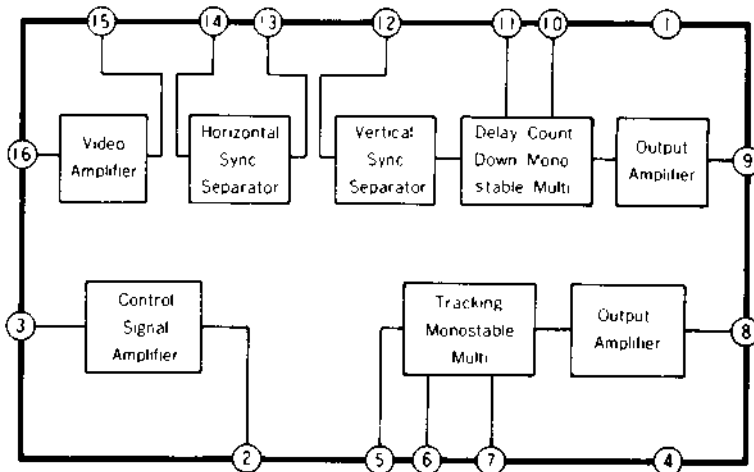 15
14
13
12
11
10
1
16
Video
Amplifier
Horizontal
Sync
Separator
Vertical
Sync
Separator
Delay Count
Down Mono
stable Multi
Output
Amplifier
9
3
Control
Signal
Amplifier
Tracking
Monostable
Multi
Output
Amplifier
8
2
5
6
7
4